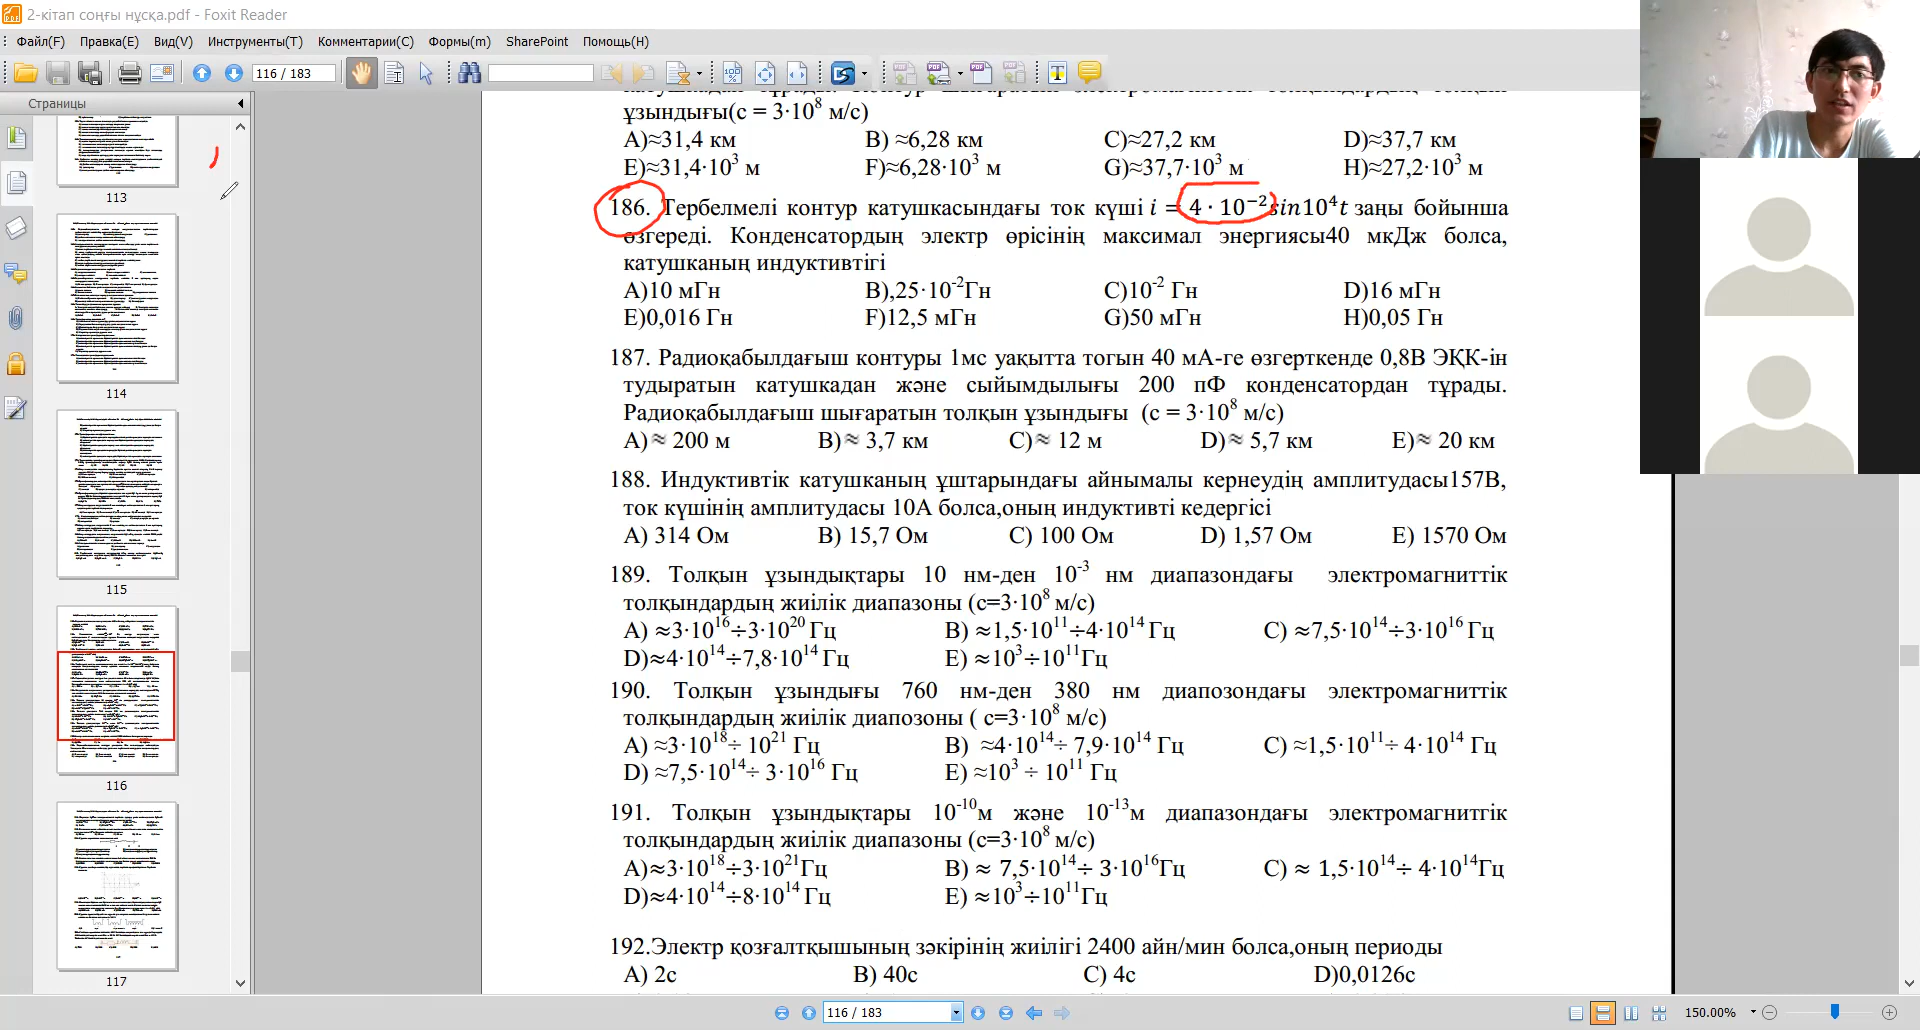 2-кітап соңғы нұсқа.pdf - Foxit Reader
Файл(F) Правка(E) Вид(V) Инструменты(T) Комментарии(C) Формы(m) SharePoint Помощь(H)
116 / 183
Страницы
113
114
115
116
117
ұзындығы(c = 3·10⁸ м/с)
A)≈31,4 км B) ≈6,28 км C)≈27,2 км D)≈37,7 км
E)≈31,4·10³ м F)≈6,28·10³ м G)≈37,7·10³ м H)≈27,2·10³ м
186. Тербелмелі контур катушкасындағы ток күші i = 4 · 10⁻² sin10⁴t заңы бойынша
өзгереді. Конденсатордың электр өрісінің максимал энергиясы40 мкДж болса,
катушканың индуктивтігі
A)10 мГн B),25·10⁻²Гн C)10⁻² Гн D)16 мГн
E)0,016 Гн F)12,5 мГн G)50 мГн H)0,05 Гн
187. Радиоқабылдағыш контуры 1мс уақытта тогын 40 мА-ге өзгерткенде 0,8В ЭҚК-ін
тудыратын катушкадан және сыйымдылығы 200 пФ конденсатордан тұрады.
Радиоқабылдағыш шығаратын толқын ұзындығы (c = 3·10⁸ м/с)
A)≈ 200 м B)≈ 3,7 км C)≈ 12 м D)≈ 5,7 км E)≈ 20 км
188. Индуктивтік катушканың ұштарындағы айнымалы кернеудің амплитудасы157В,
ток күшінің амплитудасы 10А болса,оның индуктивті кедергісі
A) 314 Ом B) 15,7 Ом C) 100 Ом D) 1,57 Ом E) 1570 Ом
189. Толқын ұзындықтары 10 нм-ден 10⁻³ нм диапазондағы электромагниттік
толқындардың жиілік диапазоны (с=3·10⁸ м/с)
A) ≈3·10¹⁶÷3·10²⁰ Гц B) ≈1,5·10¹¹÷4·10¹⁴ Гц C) ≈7,5·10¹⁴÷3·10¹⁶ Гц
D)≈4·10¹⁴÷7,8·10¹⁴ Гц E) ≈10³÷10¹¹Гц
190. Толқын ұзындығы 760 нм-ден 380 нм диапозондағы электромагниттік
толқындардың жиілік диапозоны ( с=3·10⁸ м/с)
A) ≈3·10¹⁸÷ 10²¹ Гц B) ≈4·10¹⁴÷ 7,9·10¹⁴ Гц C) ≈1,5·10¹¹÷ 4·10¹⁴ Гц
D) ≈7,5·10¹⁴÷ 3·10¹⁶ Гц E) ≈10³ ÷ 10¹¹ Гц
191. Толқын ұзындықтары 10⁻¹⁰м және 10⁻¹³м диапазондағы электромагниттік
толқындардың жиілік диапазоны (с=3·10⁸ м/с)
A)≈3·10¹⁸÷3·10²¹Гц B) ≈ 7,5·10¹⁴÷ 3·10¹⁶Гц C) ≈ 1,5·10¹⁴÷ 4·10¹⁴Гц
D)≈4·10¹⁴÷8·10¹⁴ Гц E) ≈10³÷10¹¹Гц
192.Электр қозғалтқышының зәкірінің жиілігі 2400 айн/мин болса,оның периоды
A) 2с B) 40с C) 4с D)0,0126с
116 / 183
150.00%